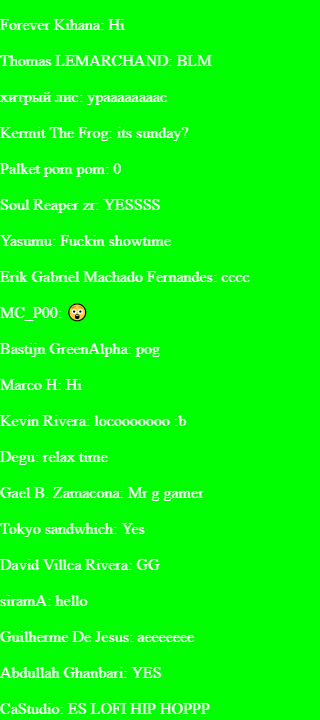 Forever Kihana: Hi
Thomas LEMARCHAND: BLM
хитрый лис: ураааааааас
Kermit The Frog: its sunday?
Palket pom pom: 0
Soul Reaper zr: YESSSS
Yasumu: Fuckin showtime
Erik Gabriel Machado Fernandes: cccc
MC_P00: 😲
Bastijn GreenAlpha: pog
Marco H: Hi
Kevin Rivera: locooooooo :b
Degu: relax time
Gael B. Zamacona: Mr g gamer
Tokyo sandwhich: Yes
David Villca Rivera: GG
siramA: hello
Guilherme De Jesus: aeeeeeee
Abdullah Ghanbari: YES
CaStudio: ES LOFI HIP HOPPP